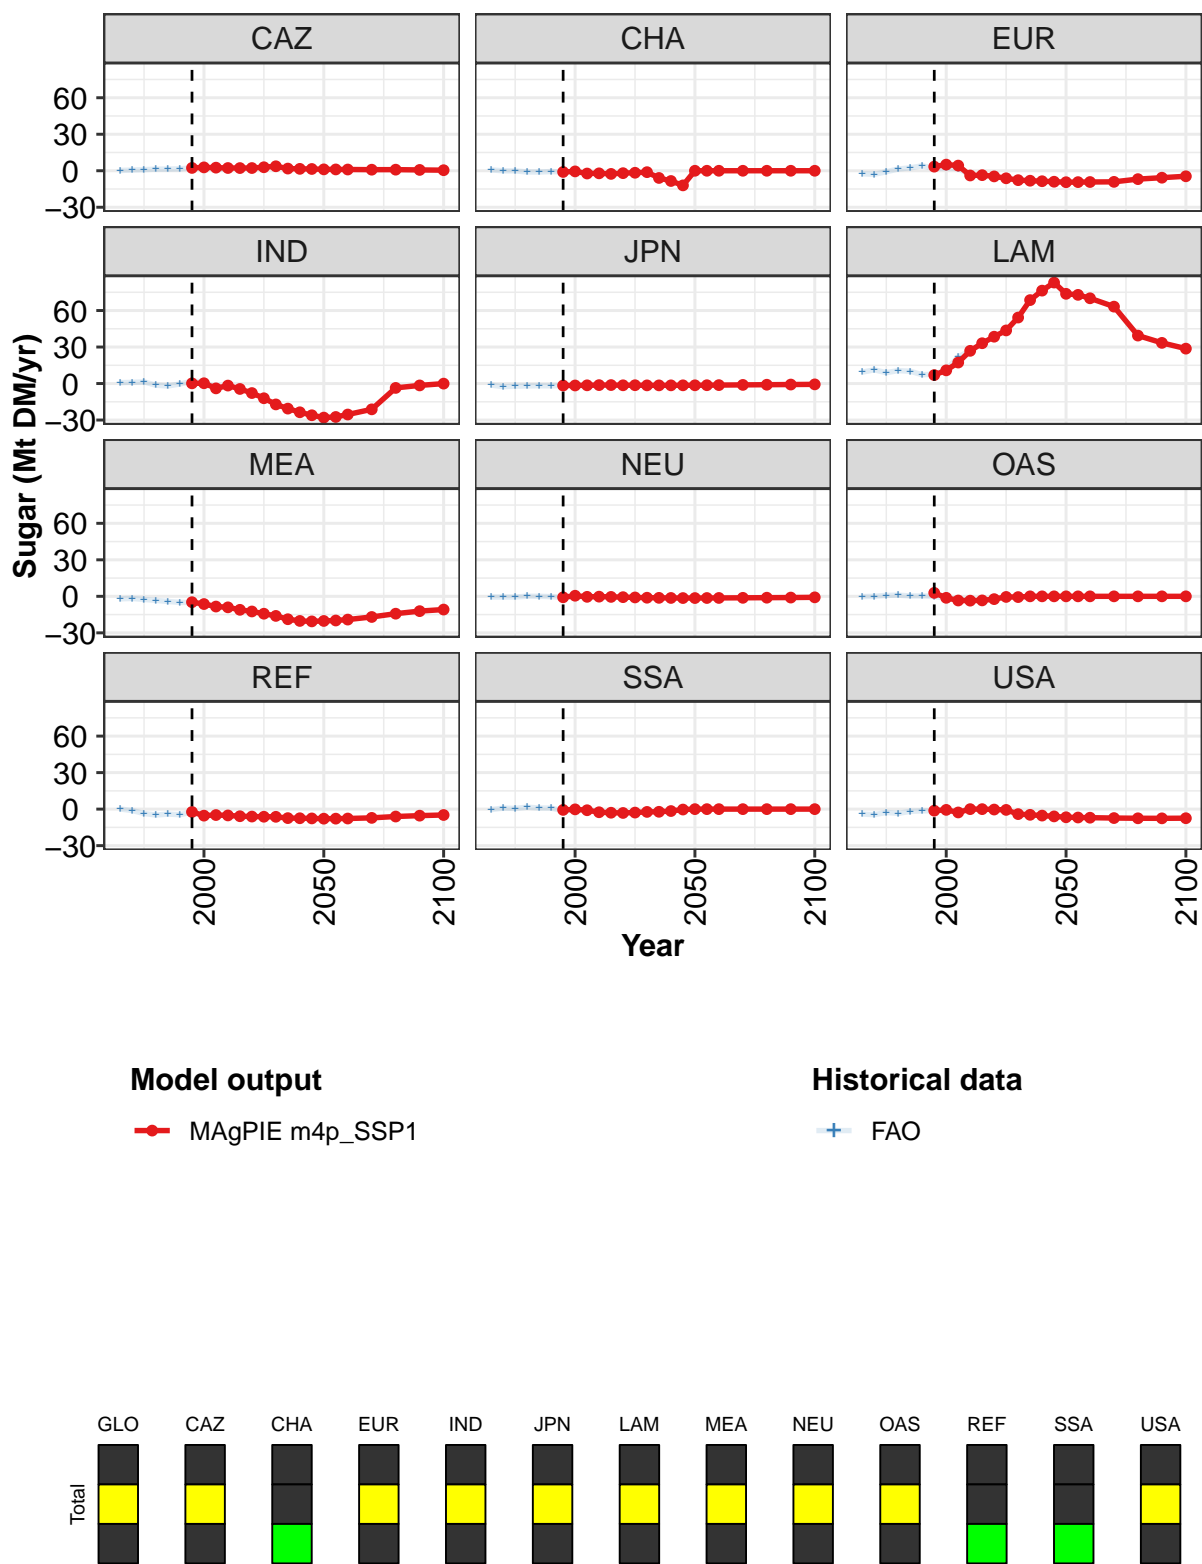 CAZ CHA EUR
60
30
0
−30
IND JPN LAM
60
30
0
−30
MEA NEU OAS
60
30
0
−30
REF SSA USA
60
30
0
−30
Sugar (Mt DM/yr)
2000 2050 2100 2000 2050 2100 2000 2050 2100
Year
Model output
MAgPIE m4p_SSP1
Historical data
FAO
GLO CAZ CHA EUR IND JPN LAM MEA NEU OAS REF SSA USA
Total